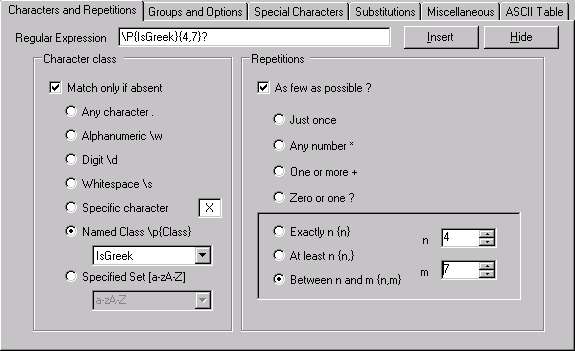 Characters and Repetitions Groups and Options Special Characters Substitutions Miscellaneous ASCII Table
Regular Expression \P{IsGreek}{4,7}? Insert Hide
Character class
Match only if absent
Any character .
Alphanumeric \w
Digit \d
Whitespace \s
Specific character X
Named Class \p{Class}
IsGreek
Specified Set [a-zA-Z]
a-zA-Z
Repetitions
As few as possible ?
Just once
Any number *
One or more +
Zero or one ?
Exactly n {n} n 4
At least n {n,}
Between n and m {n,m} m 7